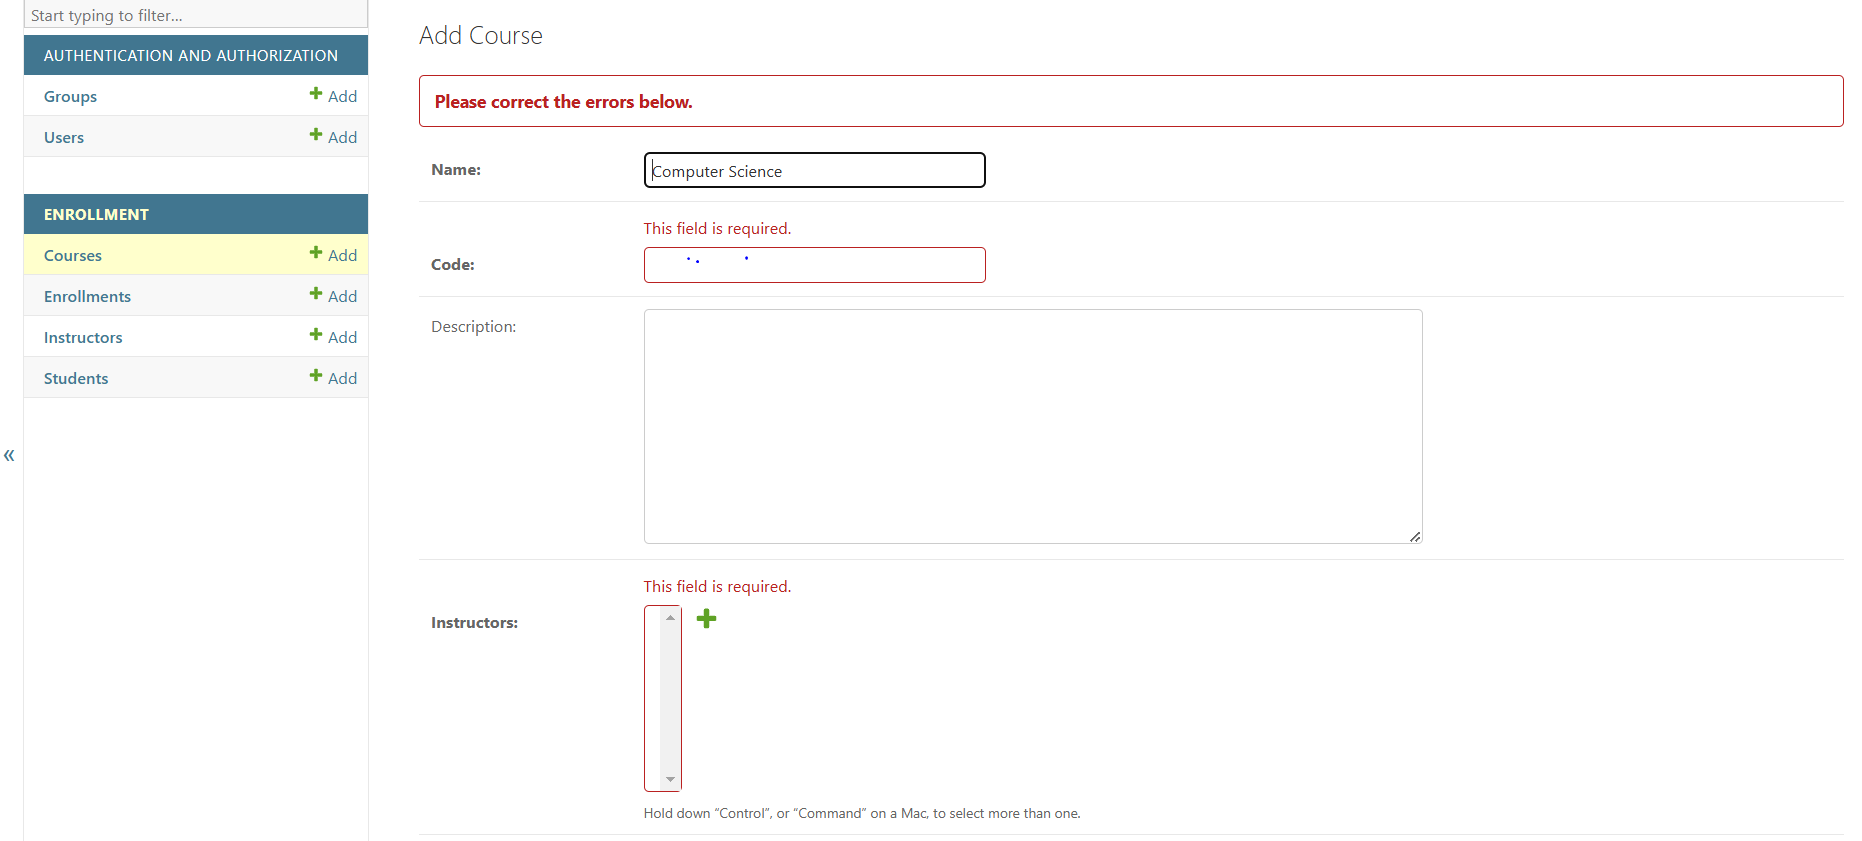 Start typing to filter...
AUTHENTICATION AND AUTHORIZATION
Groups Add
Users Add
ENROLLMENT
Courses Add
Enrollments Add
Instructors Add
Students Add
«
Add Course
Please correct the errors below.
Name: Computer Science
This field is required.
Code:
Description:
This field is required.
Instructors:
Hold down “Control”, or “Command” on a Mac, to select more than one.